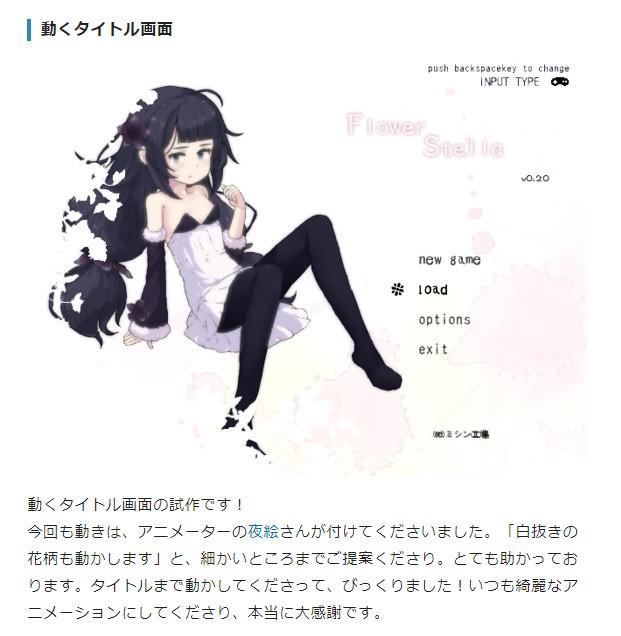 動くタイトル画面
push backspacekey to change
iNPUT TYPE
Flower
Stella
v0.20
new game
load
options
exit
㈱ミシン工場
動くタイトル画面の試作です！
今回も動きは、アニメーターの夜絵さんが付けてくださいました。「白抜きの
花柄も動かします」と、細かいところまでご提案くださり。とても助かってお
ります。タイトルまで動かしてくださって、びっくりました！いつも綺麗なア
ニメーションにしてくださり、本当に大感謝です。